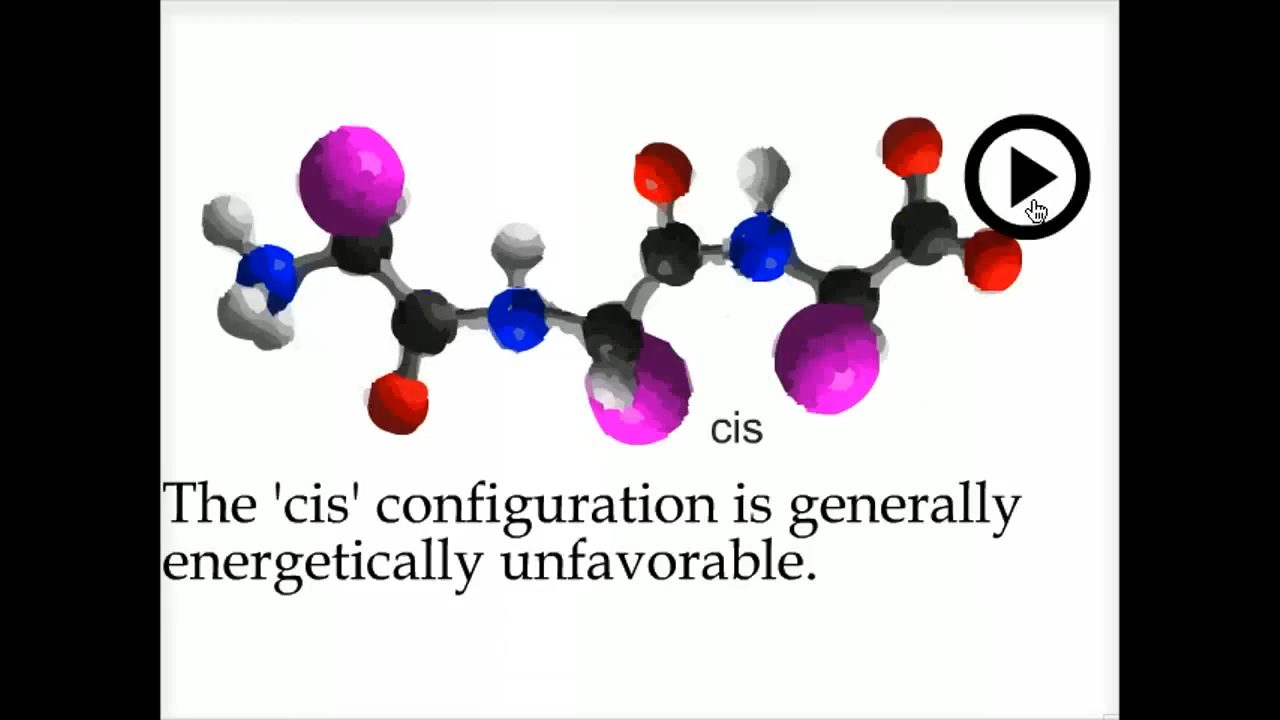 cis
The 'cis' configuration is generally
energetically unfavorable.